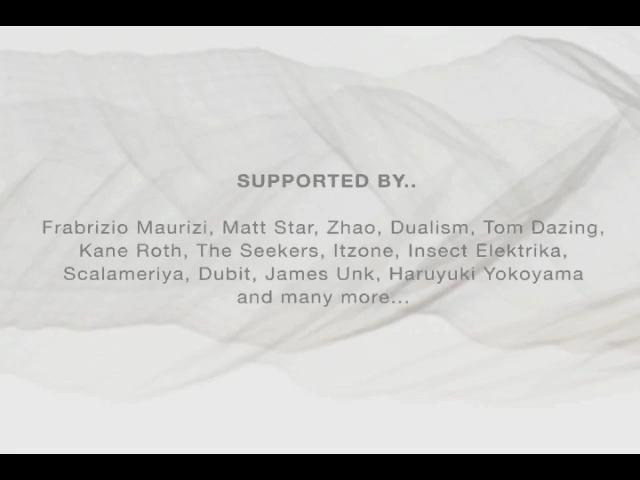 SUPPORTED BY..
Frabrizio Maurizi, Matt Star, Zhao, Dualism, Tom Dazing,
Kane Roth, The Seekers, Itzone, Insect Elektrika,
Scalameriya, Dubit, James Unk, Haruyuki Yokoyama
and many more...